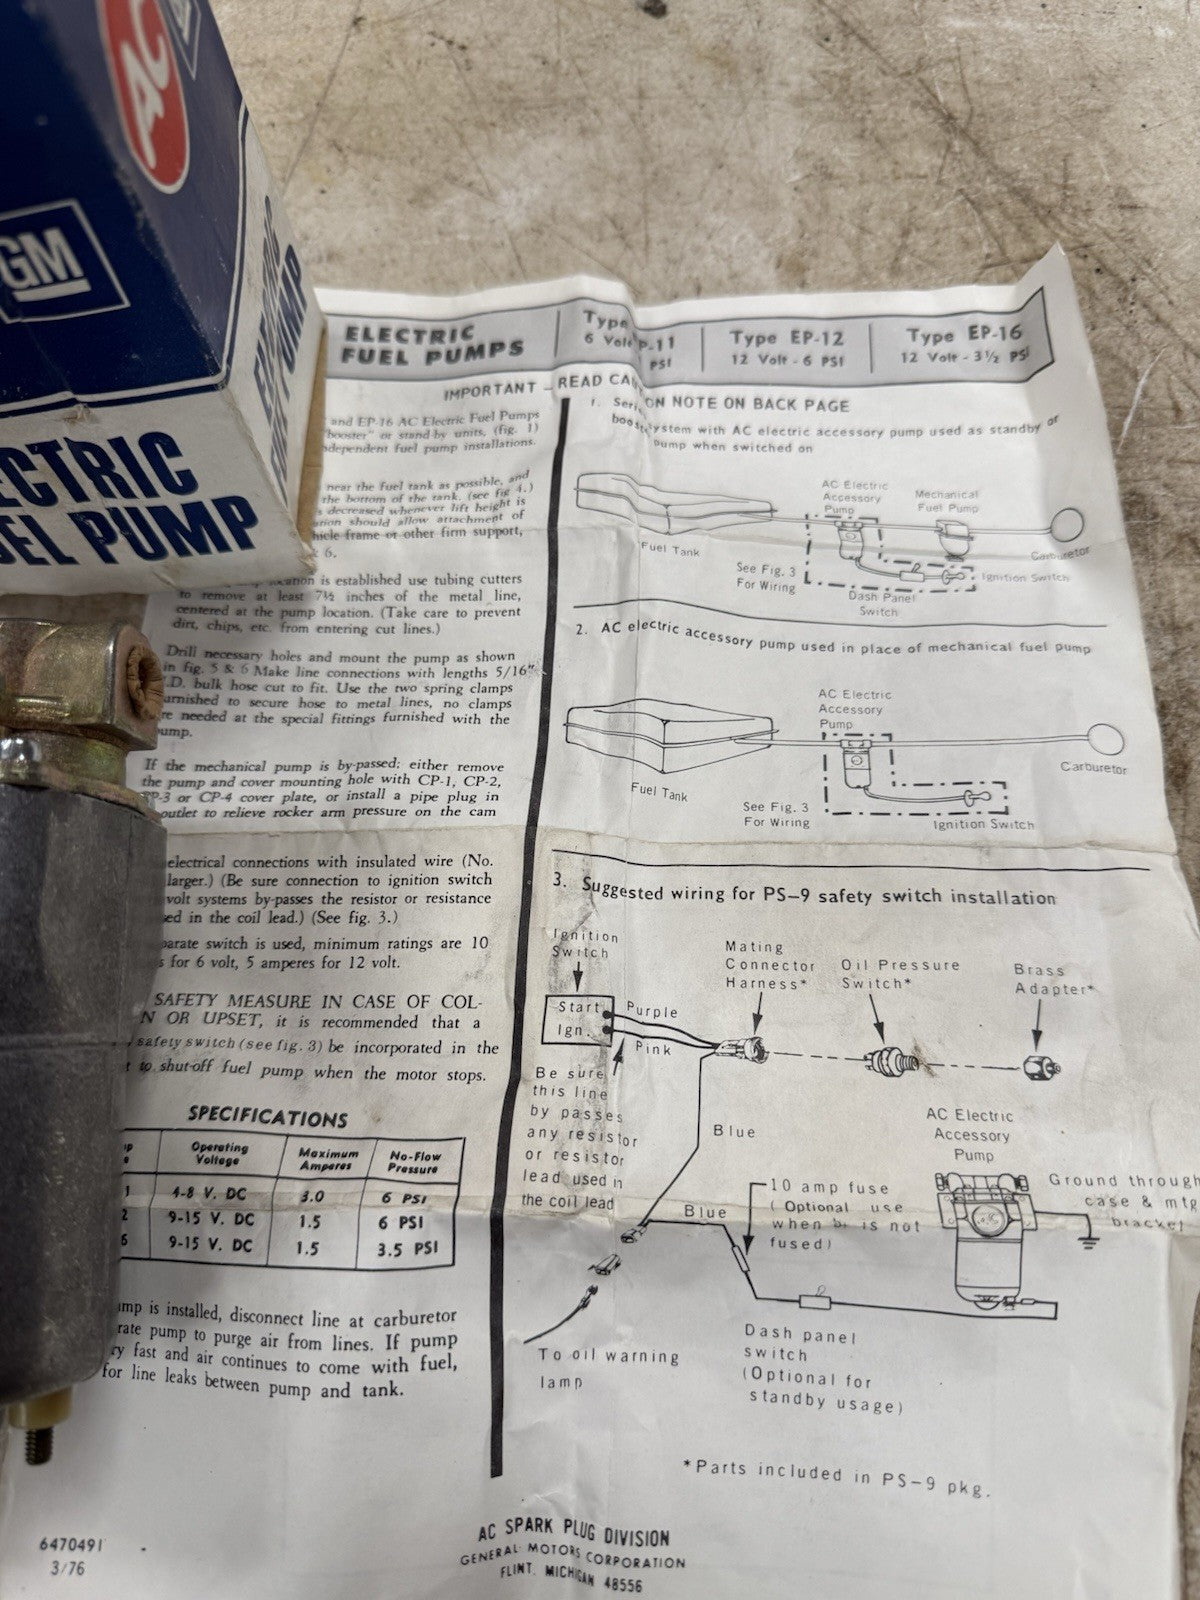 AC
GM
ELECTRIC
FUEL PUMP
ECTRIC
EL PUMP
ELECTRIC
FUEL PUMPS
Type
6 Volt
P-11
PSI
Type EP-12
12 Volt - 6 PSI
Type EP-16
12 Volt - 3½ PSI
IMPORTANT - READ
ON NOTE ON BACK PAGE
and EP-16 AC Electric Fuel Pumps
"booster" or stand-by units, (fig. 1)
dependent fuel pump installations.
near the fuel tank as possible, and
the bottom of the tank. (see fig 4.)
s decreased whenever lift height is
should allow attachment of
hicle frame or other firm support,
& 6.
location is established use tubing cutters
to remove at least 7½ inches of the metal line,
centered at the pump location. (Take care to prevent
dirt, chips, etc. from entering cut lines.)
Drill necessary holes and mount the pump as shown
in fig. 5 & 6 Make line connections with lengths 5/16"
.D. bulk hose cut to fit. Use the two spring clamps
urnished to secure hose to metal lines, no clamps
re needed at the special fittings furnished with the
ump.
If the mechanical pump is by-passed: either remove
the pump and cover mounting hole with CP-1, CP-2,
P-3 or CP-4 cover plate, or install a pipe plug in
outlet to relieve rocker arm pressure on the cam
electrical connections with insulated wire (No.
larger.) (Be sure connection to ignition switch
volt systems by-passes the resistor or resistance
ed in the coil lead.) (See fig. 3.)
parate switch is used, minimum ratings are 10
s for 6 volt, 5 amperes for 12 volt.
SAFETY MEASURE IN CASE OF COL-
N OR UPSET, it is recommended that a
safety switch (see fig. 3) be incorporated in the
t to shut-off fuel pump when the motor stops.
SPECIFICATIONS
Operating Voltage Maximum Amperes No-Flow Pressure
1 4-8 V. DC 3.0 6 PSI
2 9-15 V. DC 1.5 6 PSI
6 9-15 V. DC 1.5 3.5 PSI
ump is installed, disconnect line at carburetor
rate pump to purge air from lines. If pump
ry fast and air continues to come with fuel,
for line leaks between pump and tank.
6470491
3/76
1. Seri
system with AC electric accessory pump used as standby or
boost
pump when switched on
AC Electric
Accessory
Pump
Mechanical
Fuel Pump
Fuel Tank
Carburetor
See Fig. 3
For Wiring
Ignition Switch
Dash Panel
Switch
2. AC electric accessory pump used in place of mechanical fuel pump
AC Electric
Accessory
Pump
Fuel Tank
Carburetor
See Fig. 3
For Wiring
Ignition Switch
3. Suggested wiring for PS-9 safety switch installation
Ignition
Switch
Start
Ign.
Purple
Pink
Mating
Connector
Harness*
Oil Pressure
Switch*
Brass
Adapter*
Be sure
this line
by passes
any resistor
or resistor
lead used in
the coil lead
Blue
Blue
10 amp fuse
(Optional use
when is not
fused)
AC Electric
Accessory
Pump
Ground through
case & mtg
bracket
To oil warning
lamp
Dash panel
switch
(Optional for
standby usage)
*Parts included in PS-9 pkg.
AC SPARK PLUG DIVISION
GENERAL MOTORS CORPORATION
FLINT, MICHIGAN 48556